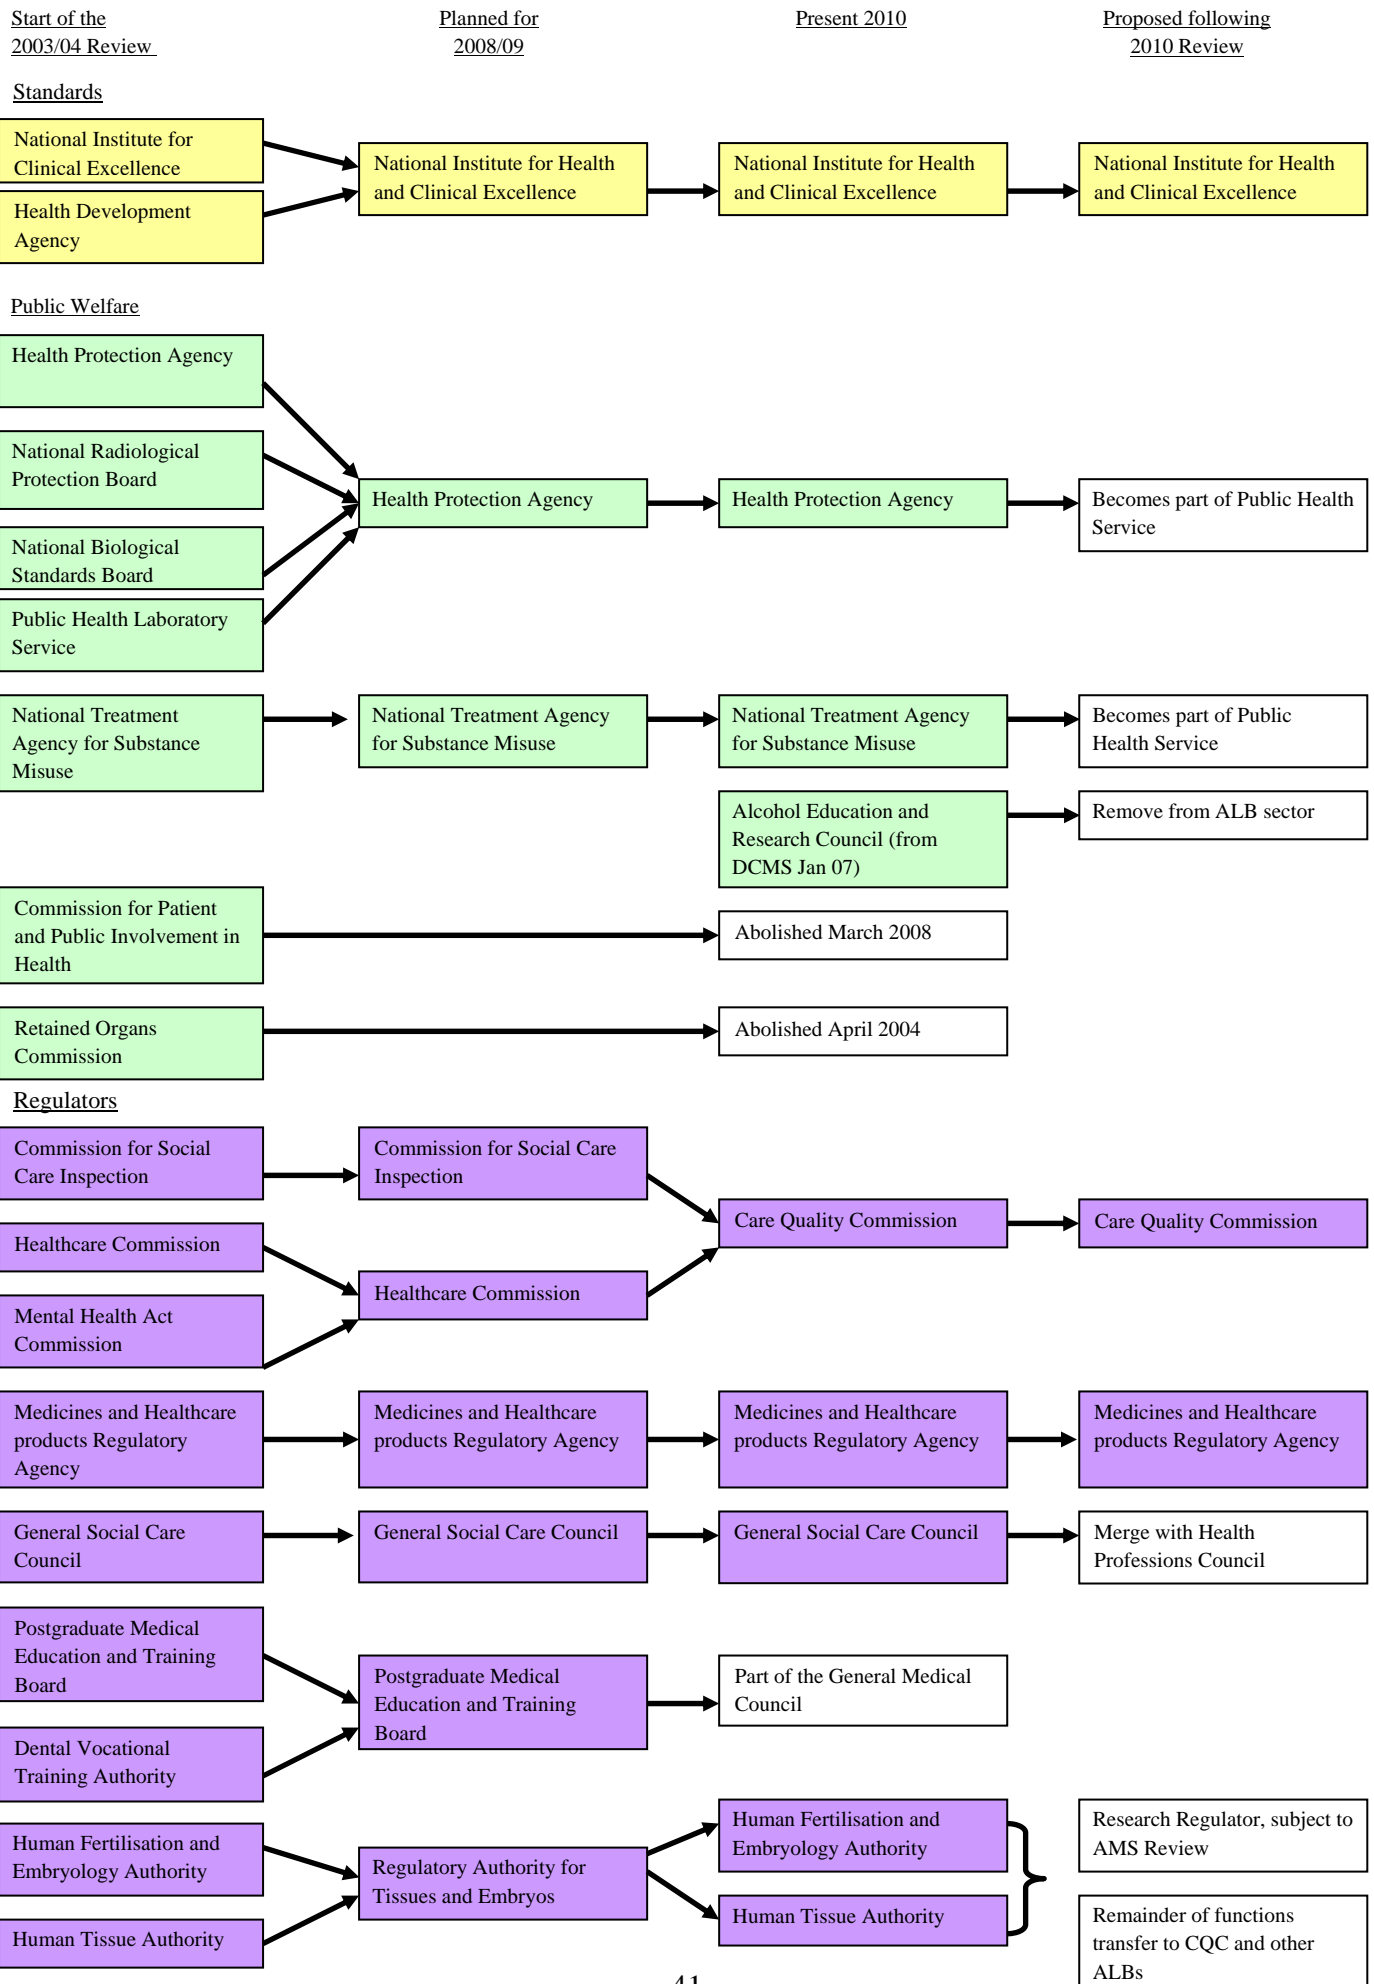 Start of the
2003/04 Review
Planned for
2008/09
Present 2010
Proposed following
2010 Review
Standards
National Institute for
Clinical Excellence
Health Development
Agency
National Institute for Health
and Clinical Excellence
National Institute for Health
and Clinical Excellence
National Institute for Health
and Clinical Excellence
Public Welfare
Health Protection Agency
National Radiological
Protection Board
National Biological
Standards Board
Public Health Laboratory
Service
Health Protection Agency
Health Protection Agency
Becomes part of Public Health
Service
National Treatment
Agency for Substance
Misuse
National Treatment Agency
for Substance Misuse
National Treatment Agency
for Substance Misuse
Becomes part of Public
Health Service
Alcohol Education and
Research Council (from
DCMS Jan 07)
Remove from ALB sector
Commission for Patient
and Public Involvement in
Health
Abolished March 2008
Retained Organs
Commission
Abolished April 2004
Regulators
Commission for Social
Care Inspection
Commission for Social Care
Inspection
Healthcare Commission
Mental Health Act
Commission
Healthcare Commission
Care Quality Commission
Care Quality Commission
Medicines and Healthcare
products Regulatory
Agency
Medicines and Healthcare
products Regulatory Agency
Medicines and Healthcare
products Regulatory Agency
Medicines and Healthcare
products Regulatory Agency
General Social Care
Council
General Social Care Council
General Social Care Council
Merge with Health
Professions Council
Postgraduate Medical
Education and Training
Board
Dental Vocational
Training Authority
Postgraduate Medical
Education and Training
Board
Part of the General Medical
Council
Human Fertilisation and
Embryology Authority
Human Tissue Authority
Regulatory Authority for
Tissues and Embryos
Human Fertilisation and
Embryology Authority
Human Tissue Authority
Research Regulator, subject to
AMS Review
Remainder of functions
transfer to CQC and other
ALBs
41